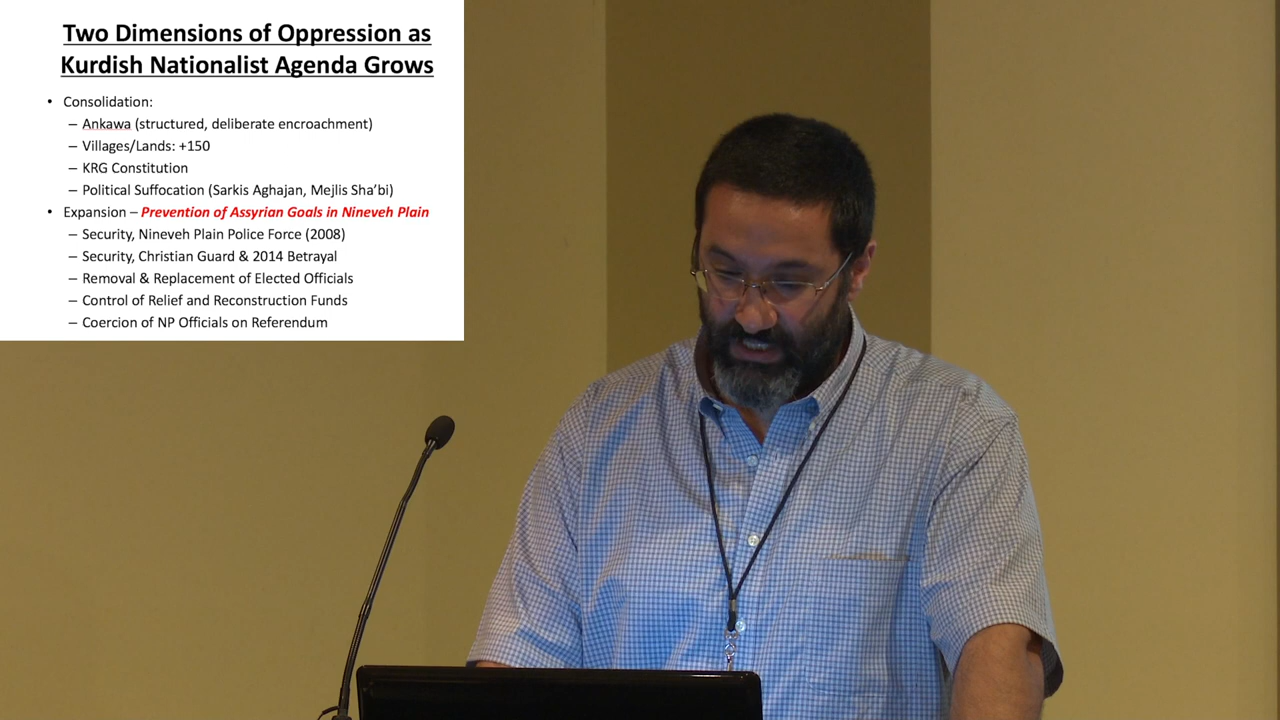 Two Dimensions of Oppression as
Kurdish Nationalist Agenda Grows
• Consolidation:
– Ankawa (structured, deliberate encroachment)
– Villages/Lands: +150
– KRG Constitution
– Political Suffocation (Sarkis Aghajan, Mejlis Sha’bi)
• Expansion – Prevention of Assyrian Goals in Nineveh Plain
– Security, Nineveh Plain Police Force (2008)
– Security, Christian Guard & 2014 Betrayal
– Removal & Replacement of Elected Officials
– Control of Relief and Reconstruction Funds
– Coercion of NP Officials on Referendum